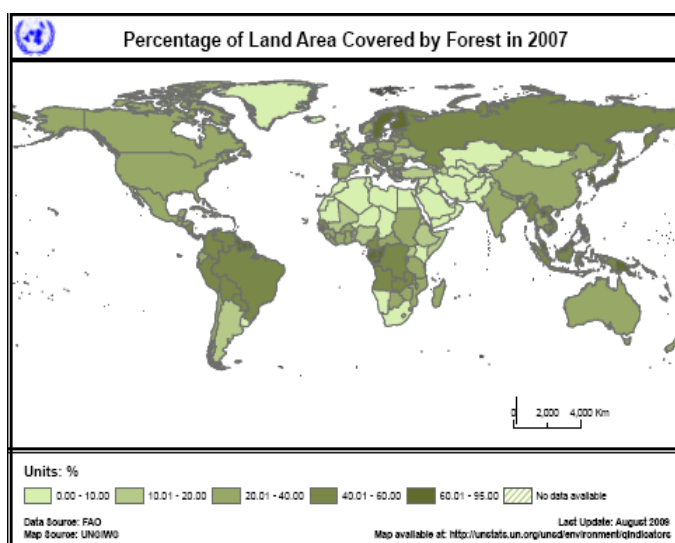 Percentage of Land Area Covered by Forest in 2007
0 2,000 4,000 Km
Units: %
0.00 - 10.00 10.01 - 20.00 20.01 - 40.00 40.01 - 60.00 60.01 - 95.00 No data available
Data Source: FAO Last Update: August 2009
Map Source: UNGIWG Map available at: http://unstats.un.org/unsd/environment/qindicators